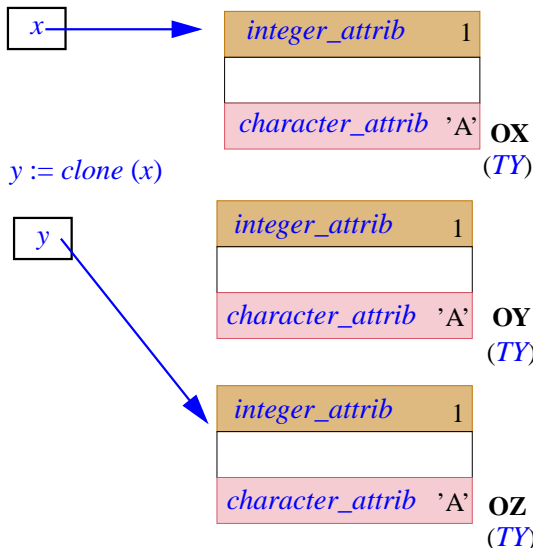 x
integer_attrib 1
character_attrib 'A' OX
(TY)
y := clone (x)
y
integer_attrib 1
character_attrib 'A' OY
(TY)
integer_attrib 1
character_attrib 'A' OZ
(TY)